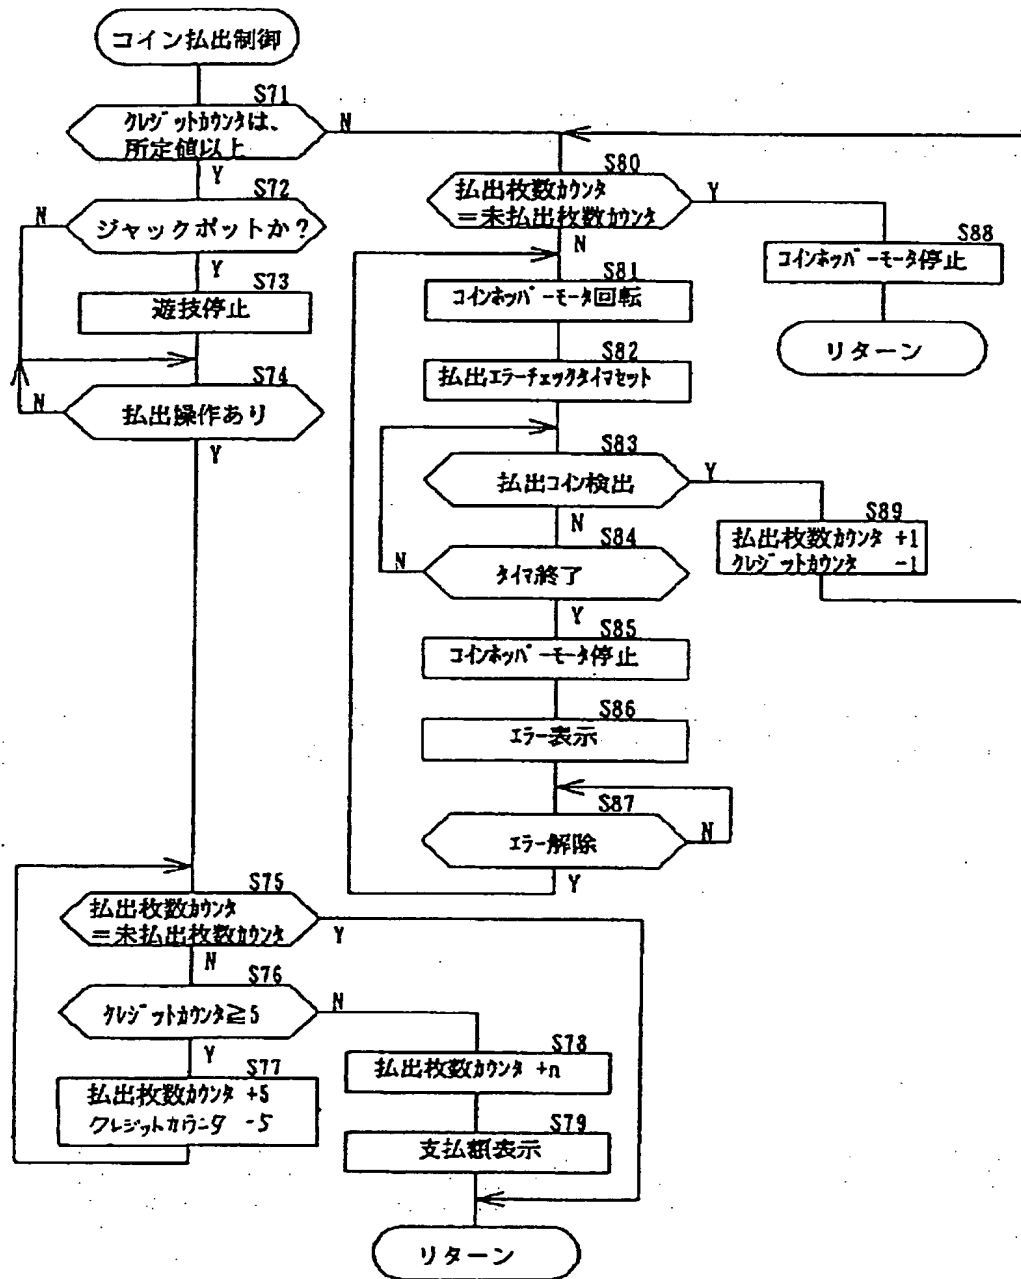 コイン払出制御
S71
クレジットカウンタは、
所定値以上
N
Y
S72
ジャックポットか?
N
Y
S73
遊技停止
S74
払出操作あり
N
Y
S75
払出枚数カウンタ
=未払出枚数カウンタ
Y
N
S76
クレジットカウンタ≧5
N
Y
S77
払出枚数カウンタ +5
クレジットカウンタ -5
S78
払出枚数カウンタ +n
S79
支払額表示
リターン
S80
払出枚数カウンタ
=未払出枚数カウンタ
Y
N
S81
コインホッパーモータ回転
S82
払出エラーチェックタイマセット
S83
払出コイン検出
Y
N
S84
タイマ終了
N
Y
S85
コインホッパーモータ停止
S86
エラー表示
S87
エラー解除
N
Y
S88
コインホッパーモータ停止
リターン
S89
払出枚数カウンタ +1
クレジットカウンタ -1